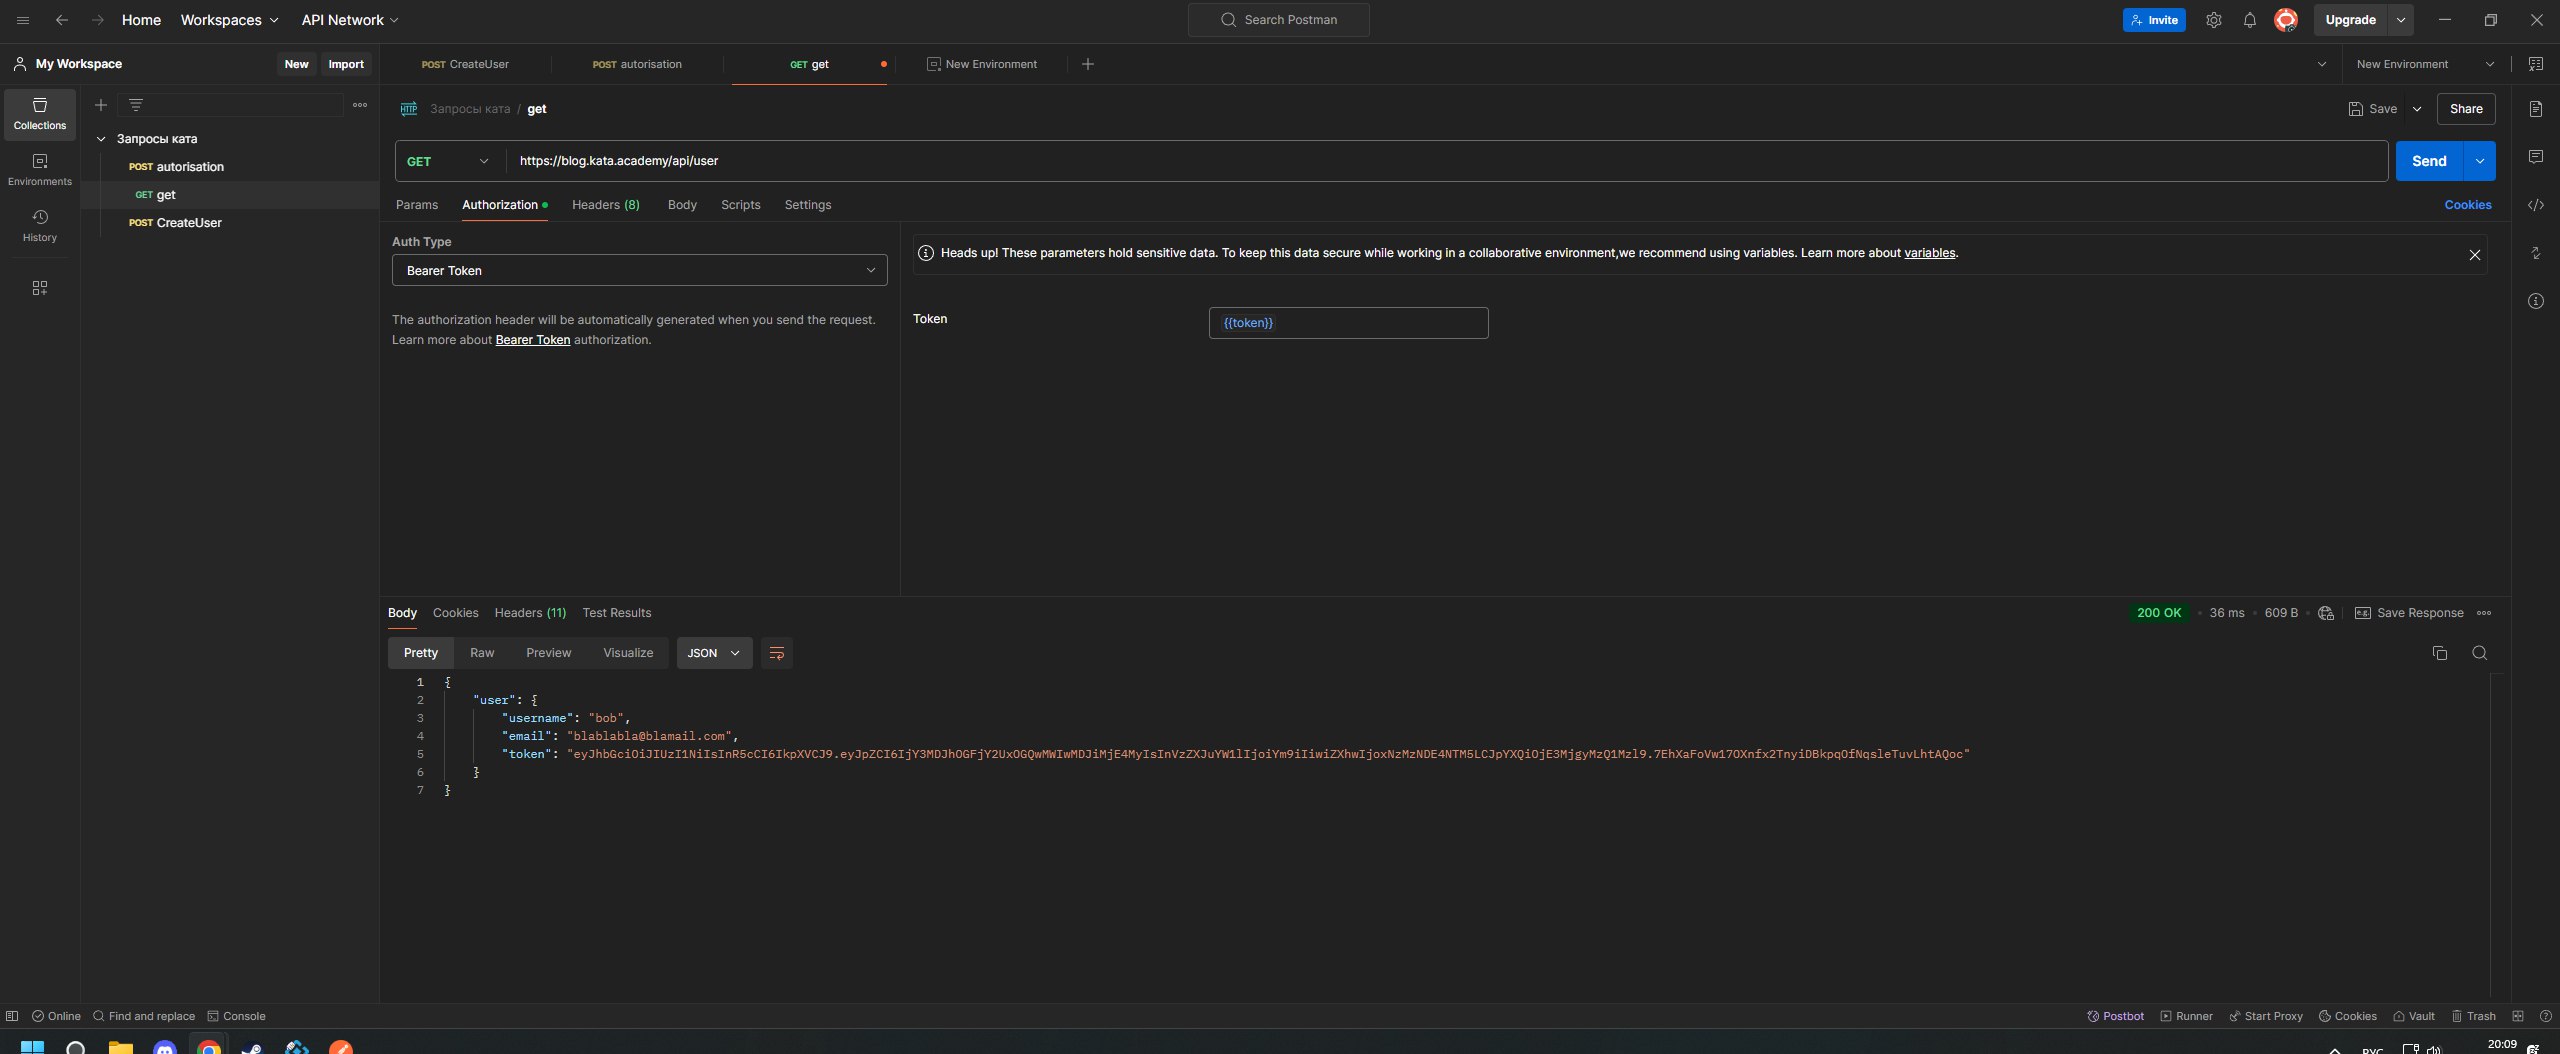 Home Workspaces API Network Search Postman Invite Upgrade
My Workspace New Import
POST CreateUser POST autorisation GET get New Environment New Environment
Collections
Environments
History
Запросы ката
POST autorisation
GET get
POST CreateUser
HTTP Запросы ката / get Save Share
GET https://blog.kata.academy/api/user Send
Params Authorization Headers (8) Body Scripts Settings Cookies
Auth Type
Bearer Token
The authorization header will be automatically generated when you send the request.
Learn more about Bearer Token authorization.
Heads up! These parameters hold sensitive data. To keep this data secure while working in a collaborative environment,we recommend using variables. Learn more about variables.
Token {{token}}
Body Cookies Headers (11) Test Results 200 OK 36 ms 609 B Save Response
Pretty Raw Preview Visualize JSON
1 {
2 "user": {
3 "username": "bob",
4 "email": "blablabla@blamail.com",
5 "token":
6 }
7 }
Online Find and replace Console Postbot Runner Start Proxy Cookies Vault Trash
РУС 20:09